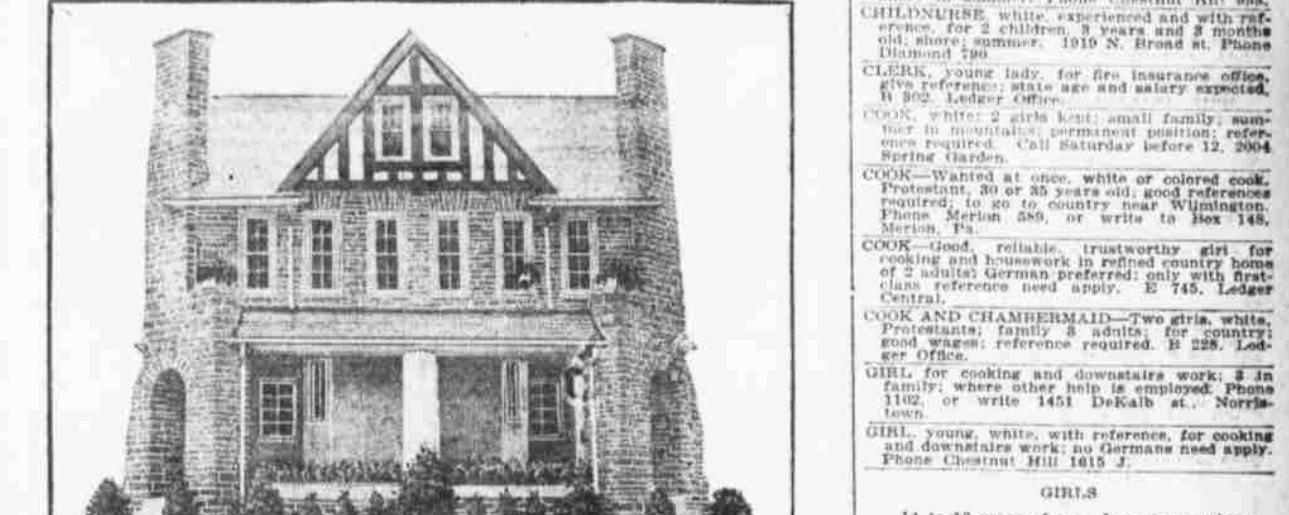 CHILDNURSE, white, experienced and with ref-
erence, for 2 children, 3 years and 3 months
old; shore; summer. 1919 N. Broad st. Phone
Diamond 790.
CLERK, young lady, for fire insurance office,
give reference; state age and salary expected,
B 302, Ledger Office.
COOK, white; 2 girls kept; small family; sum-
mer in mountains; permanent position; refer-
ence required. Call Saturday before 12, 2004
Spring Garden.
COOK—Wanted at once, white or colored cook,
Protestant, 30 or 35 years old; good references
required; to go to country near Wilmington.
Phone Merion 589, or write to Box 148,
Merion, Pa.
COOK—Good, reliable, trustworthy girl for
cooking and housework in refined country home
of 2 adults; German preferred; only with first-
class reference need apply. E 745, Ledger
Central.
COOK AND CHAMBERMAID—Two girls, white,
Protestants; family 3 adults; for country;
good wages; reference required. B 228, Led-
ger Office.
GIRL for cooking and downstairs work; 3 in
family; where other help is employed. Phone
1102, or write 1451 DeKalb st., Norris-
town.
GIRL, young, white, with reference, for cooking
and downstairs work; no Germans need apply.
Phone Chestnut Hill 1615 J.
GIRLS